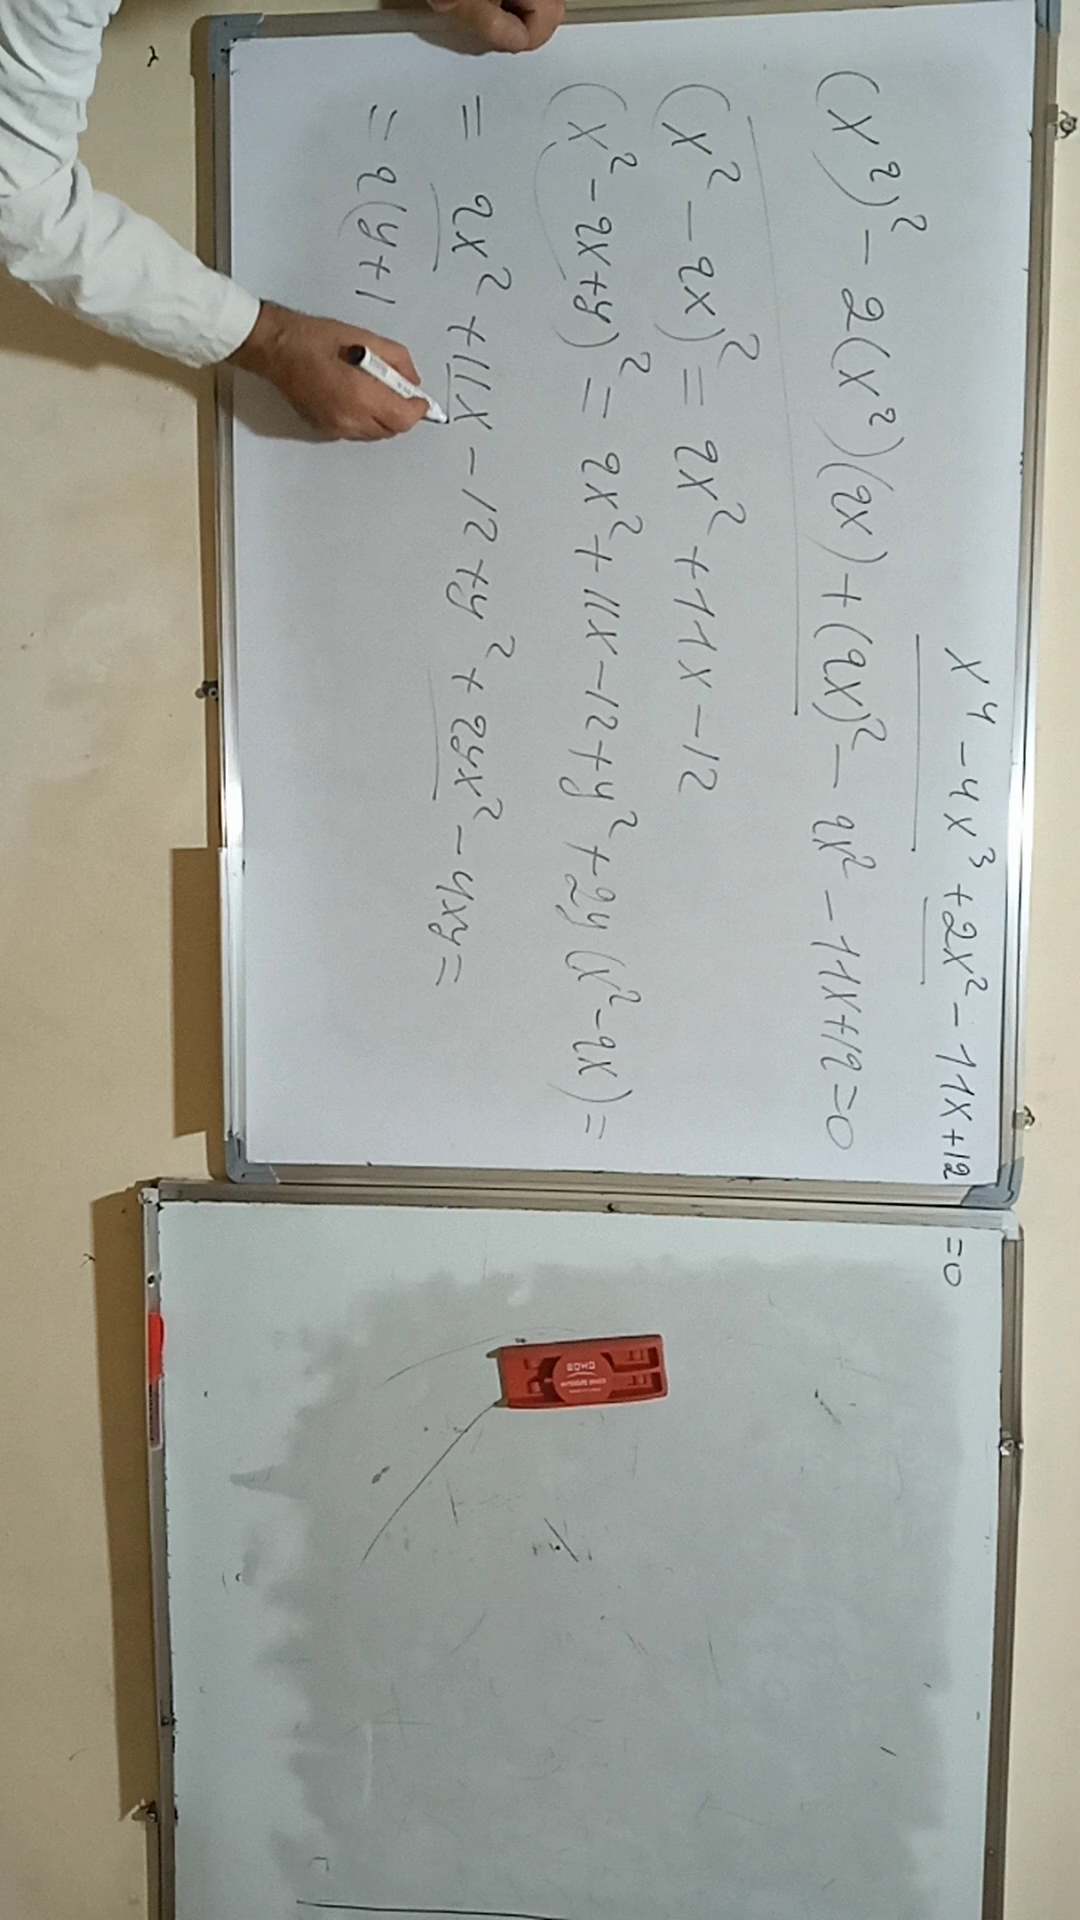 x⁴ - 4x³ + 2x² - 11x + 12 = 0
(x²)² - 2(x²)(2x) + (2x)² - 2x² - 11x + 12 = 0
(x² - 2x)² = 2x² + 11x - 12
(x² - 2x + y)² = 2x² + 11x - 12 + y² + 2y(x² - 2x) =
= 2x² + 11x - 12 + y² + 2yx² - 4xy =
= 2(y+1